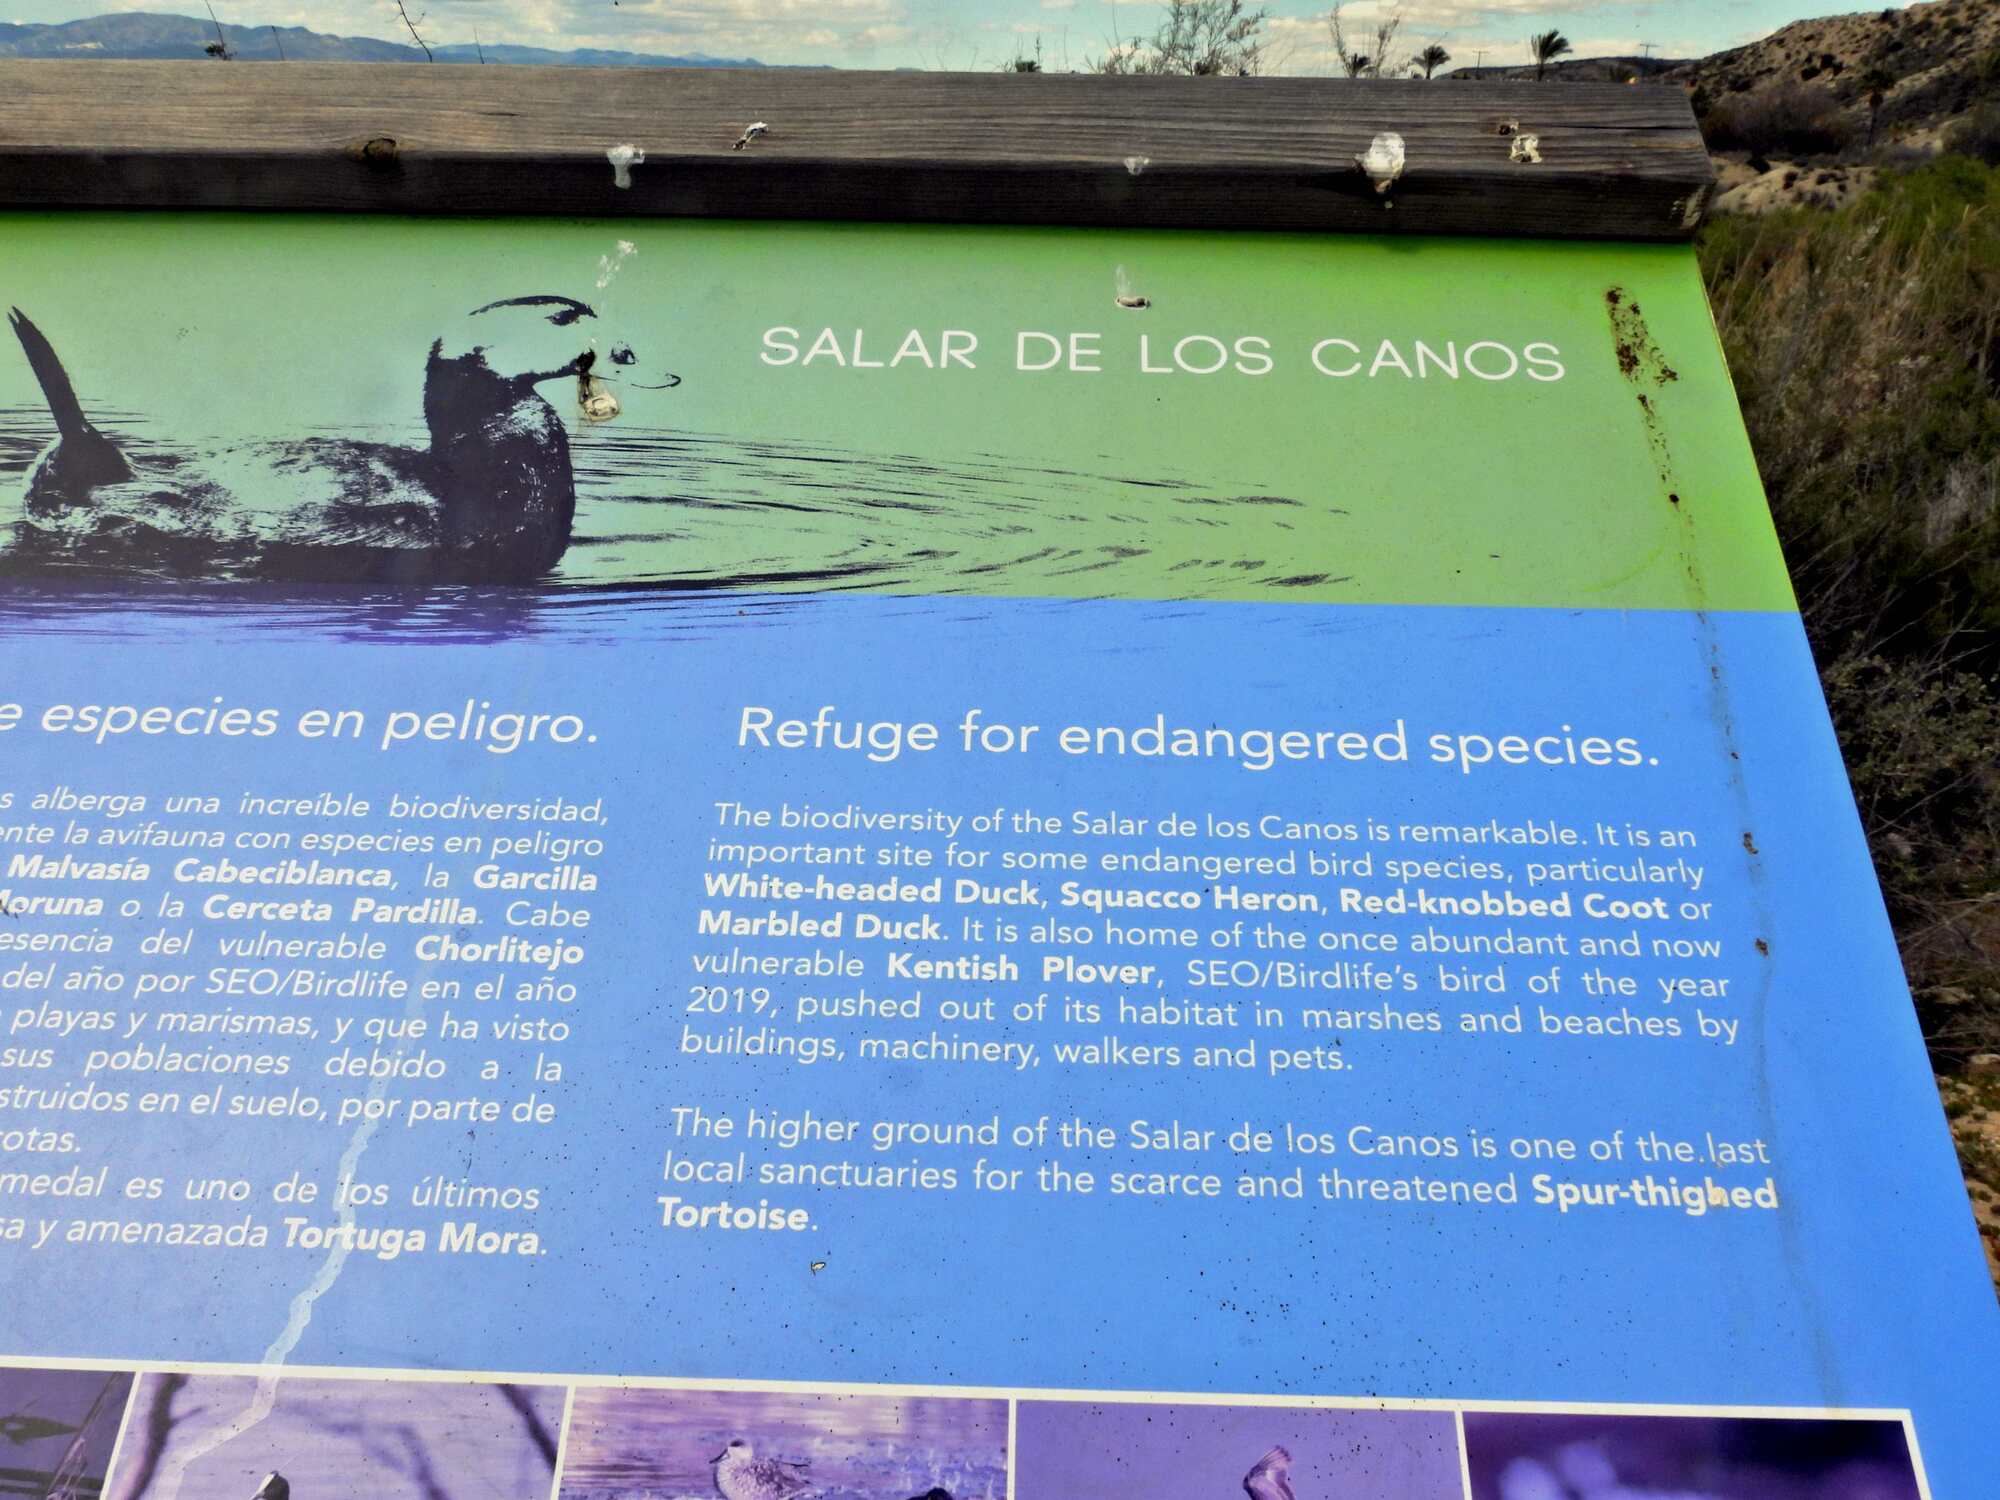 SALAR DE LOS CANOS
especies en peligro.
alberga una increíble biodiversidad,
la avifauna con especies en peligro
Malvasía Cabeciblanca, la Garcilla
o la Cerceta Pardilla. Cabe
del vulnerable Chorlitejo
del año por SEO/Birdlife en el año
playas y marismas, y que ha visto
sus poblaciones debido a la
en el suelo, por parte de
es uno de los últimos
y amenazada Tortuga Mora.
Refuge for endangered species.
The biodiversity of the Salar de los Canos is remarkable. It is an
important site for some endangered bird species, particularly
White-headed Duck, Squacco Heron, Red-knobbed Coot or
Marbled Duck. It is also home of the once abundant and now
vulnerable Kentish Plover, SEO/Birdlife's bird of the year
2019, pushed out of its habitat in marshes and beaches by
buildings, machinery, walkers and pets.
The higher ground of the Salar de los Canos is one of the last
local sanctuaries for the scarce and threatened Spur-thighed
Tortoise.